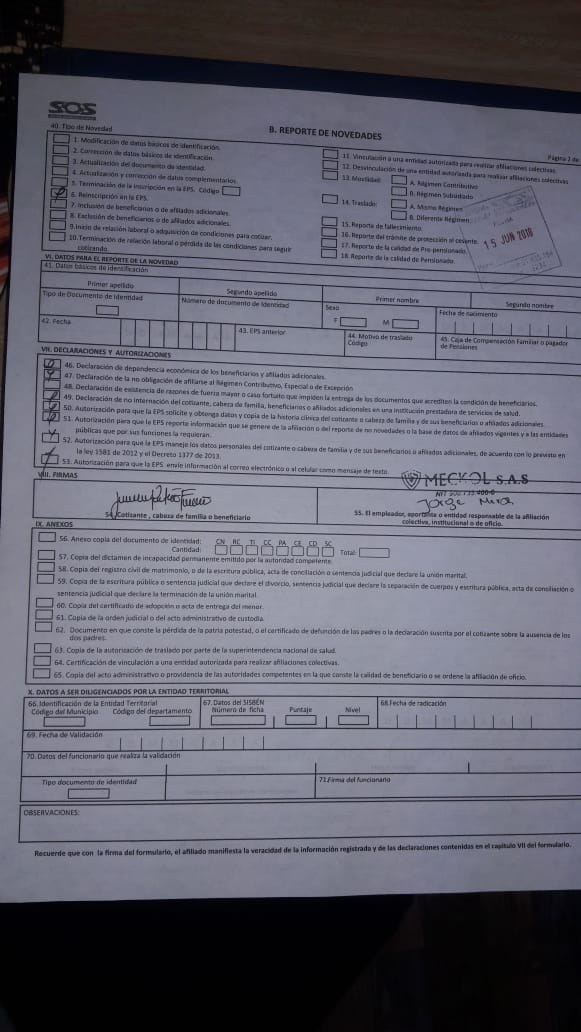 SOS
B. REPORTE DE NOVEDADES
Página 2 de
40. Tipo de Novedad
1. Modificación de datos básicos de identificación.
2. Corrección de datos básicos de identificación.
3. Actualización del documento de identidad.
4. Actualización y corrección de datos complementarios
5. Terminación de la inscripción en la EPS. Código
6. Reinscripción en la EPS.
7. Inclusión de beneficiarios o de afiliados adicionales.
8. Exclusión de beneficiarios o de afiliados adicionales.
9. Inicio de relación laboral o adquisición de condiciones para cotizar.
10. Terminación de relación laboral o pérdida de las condiciones para seguir
cotizando.
11. Vinculación a una entidad autorizada para realizar afiliaciones colectivas.
12. Desvinculación de una entidad autorizada para realizar afiliaciones colectivas
13. Movilidad:
A. Régimen Contributivo
B. Régimen Subsidiado
14. Traslado:
A. Mismo Régimen
B. Diferente Régimen
15. Reporte de fallecimiento.
16. Reporte del trámite de protección al cesante.
17. Reporte de la calidad de Pre-pensionado.
18. Reporte de la calidad de Pensionado.
15 JUN 2018
VI. DATOS PARA EL REPORTE DE LA NOVEDAD
41. Datos básicos de identificación
Primer apellido
Segundo apellido
Primer nombre
Segundo nombre
Tipo de Documento de Identidad
Número de documento de Identidad
Sexo
F
M
Fecha de nacimiento
42. Fecha
43. EPS anterior
44. Motivo de traslado
Código
45. Caja de Compensación Familiar o pagador
de Pensiones
VII. DECLARACIONES Y AUTORIZACIONES
46. Declaración de dependencia económica de los beneficiarios y afiliados adicionales.
47. Declaración de la no obligación de afiliarse al Régimen Contributivo, Especial o de Excepción
48. Declaración de existencia de razones de fuerza mayor o caso fortuito que impiden la entrega de los documentos que acrediten la condición de beneficiarios.
49. Declaración de no internación del cotizante, cabeza de familia, beneficiarios o afiliados adicionales en una institución prestadora de servicios de salud.
50. Autorización para que la EPS solicite y obtenga datos y copia de la historia clínica del cotizante o cabeza de familia y de sus beneficiarios o afiliados adicionales.
51. Autorización para que la EPS reporte información que se genere de la afiliación o del reporte de no novedades o la base de datos de afiliados vigentes y a las entidades
públicas que por sus funciones la requieran.
52. Autorización para que la EPS maneje los datos personales del cotizante o cabeza de familia y de sus beneficiarios o afiliados adicionales, de acuerdo con lo previsto en
la ley 1581 de 2012 y el Decreto 1377 de 2013.
53. Autorización para que la EPS envíe información al correo electrónico o al celular como mensaje de texto.
VIII. FIRMAS
MECKOL S.A.S
Jorge
54. Cotizante, cabeza de familia o beneficiario
55. El empleador, aportante o entidad responsable de la afiliación
colectiva, institucional o de oficio.
IX. ANEXOS
56. Anexo copia del documento de identidad:
CN RC TI CC PA CE CD SC
Cantidad:
Total:
57. Copia del dictamen de incapacidad permanente emitido por la autoridad competente.
58. Copia del registro civil de matrimonio, o de la escritura pública, acta de conciliación o sentencia judicial que declare la unión marital.
59. Copia de la escritura pública o sentencia judicial que declare el divorcio, sentencia judicial que declare la separación de cuerpos y escritura pública, acta de conciliación o
sentencia judicial que declare la terminación de la unión marital.
60. Copia del certificado de adopción o acta de entrega del menor.
61. Copia de la orden judicial o del acto administrativo de custodia.
62. Documento en que conste la pérdida de la patria potestad, o el certificado de defunción de los padres o la declaración suscrita por el cotizante sobre la ausencia de los
dos padres.
63. Copia de la autorización de traslado por parte de la superintendencia nacional de salud.
64. Certificación de vinculación a una entidad autorizada para realizar afiliaciones colectivas.
65. Copia del acto administrativo o providencia de las autoridades competentes en la que conste la calidad de beneficiario o se ordene la afiliación de oficio.
X. DATOS A SER DILIGENCIADOS POR LA ENTIDAD TERRITORIAL
66. Identificación de la Entidad Territorial
Código del Municipio
Código del departamento
67. Datos del SISBEN
Número de ficha
Puntaje
Nivel
68. Fecha de radicación
69. Fecha de Validación
70. Datos del funcionario que realiza la validación
Tipo documento de identidad
71. Firma del funcionario
OBSERVACIONES:
Recuerde que con la firma del formulario, el afiliado manifiesta la veracidad de la información registrada y de las declaraciones contenidas en el capítulo VII del formulario.